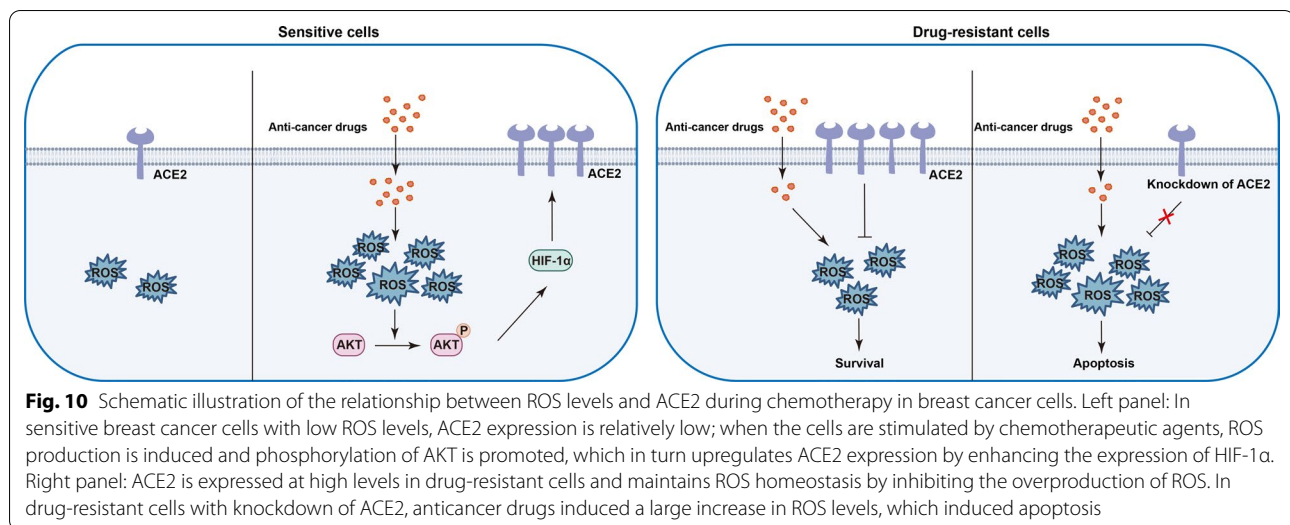 Sensitive cells
Anti-cancer drugs
ACE2
ACE2
ROS
ROS
ROS
ROS
ROS
ROS
ROS
HIF-1α
P
AKT
AKT
Drug-resistant cells
Anti-cancer drugs
ACE2
ROS
ROS
ROS
Survival
Anti-cancer drugs
Knockdown of ACE2
ROS
ROS
ROS
ROS
ROS
Apoptosis
Fig. 10 Schematic illustration of the relationship between ROS levels and ACE2 during chemotherapy in breast cancer cells. Left panel: In
sensitive breast cancer cells with low ROS levels, ACE2 expression is relatively low; when the cells are stimulated by chemotherapeutic agents, ROS
production is induced and phosphorylation of AKT is promoted, which in turn upregulates ACE2 expression by enhancing the expression of HIF-1α.
Right panel: ACE2 is expressed at high levels in drug-resistant cells and maintains ROS homeostasis by inhibiting the overproduction of ROS. In
drug-resistant cells with knockdown of ACE2, anticancer drugs induced a large increase in ROS levels, which induced apoptosis